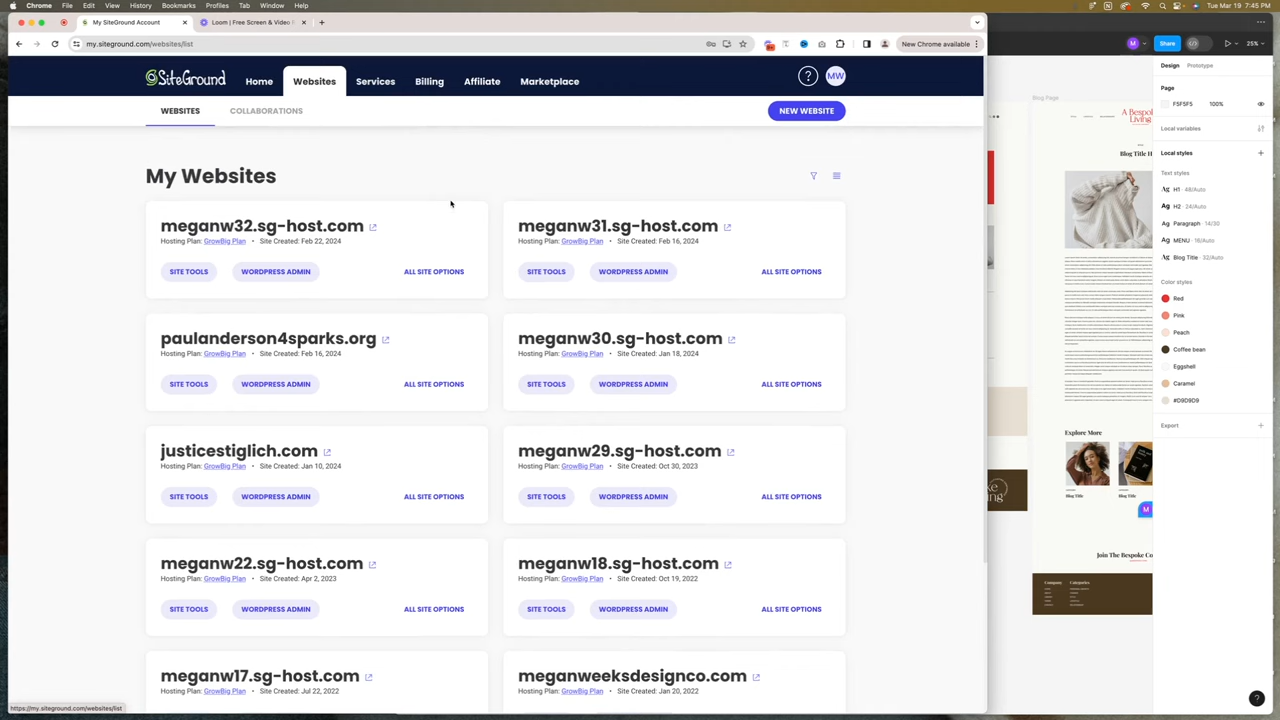 Chrome File Edit View History Bookmarks Profiles Tab Window Help
Tue Mar 19 7:45 PM
My SiteGround Account
Loom | Free Screen & Video
my.siteground.com/websites/list
New Chrome available
SiteGround
Home
Websites
Services
Billing
Affiliate
Marketplace
MW
WEBSITES
COLLABORATIONS
NEW WEBSITE
My Websites
meganw32.sg-host.com
Hosting Plan: GrowBig Plan • Site Created: Feb 22, 2024
SITE TOOLS WORDPRESS ADMIN ALL SITE OPTIONS
meganw31.sg-host.com
Hosting Plan: GrowBig Plan • Site Created: Feb 16, 2024
SITE TOOLS WORDPRESS ADMIN ALL SITE OPTIONS
paulanderson4sparks.org
Hosting Plan: GrowBig Plan • Site Created: Feb 16, 2024
SITE TOOLS WORDPRESS ADMIN ALL SITE OPTIONS
meganw30.sg-host.com
Hosting Plan: GrowBig Plan • Site Created: Jan 18, 2024
SITE TOOLS WORDPRESS ADMIN ALL SITE OPTIONS
justicestiglich.com
Hosting Plan: GrowBig Plan • Site Created: Jan 10, 2024
SITE TOOLS WORDPRESS ADMIN ALL SITE OPTIONS
meganw29.sg-host.com
Hosting Plan: GrowBig Plan • Site Created: Oct 30, 2023
SITE TOOLS WORDPRESS ADMIN ALL SITE OPTIONS
meganw22.sg-host.com
Hosting Plan: GrowBig Plan • Site Created: Apr 2, 2023
SITE TOOLS WORDPRESS ADMIN ALL SITE OPTIONS
meganw18.sg-host.com
Hosting Plan: GrowBig Plan • Site Created: Oct 19, 2022
SITE TOOLS WORDPRESS ADMIN ALL SITE OPTIONS
meganw17.sg-host.com
Hosting Plan: GrowBig Plan • Site Created: Jul 22, 2022
meganweeksdesignco.com
Hosting Plan: GrowBig Plan • Site Created: Jan 20, 2022
https://my.siteground.com/websites/list
M
Share
25%
Blog Page
A Bespok
Living
Blog Title H
Explore More
Blog Title
Blog Title
M
Join The Bespoke Co
Company
Categories
Design Prototype
Page
F5F5F5 100%
Local variables
Local styles
Text styles
Ag H1 · 48/Auto
Ag H2 · 24/Auto
Ag Paragraph · 14/30
Ag MENU · 16/Auto
Ag Blog Title · 32/Auto
Color styles
Red
Pink
Peach
Coffee bean
Eggshell
Caramel
#D9D9D9
Export